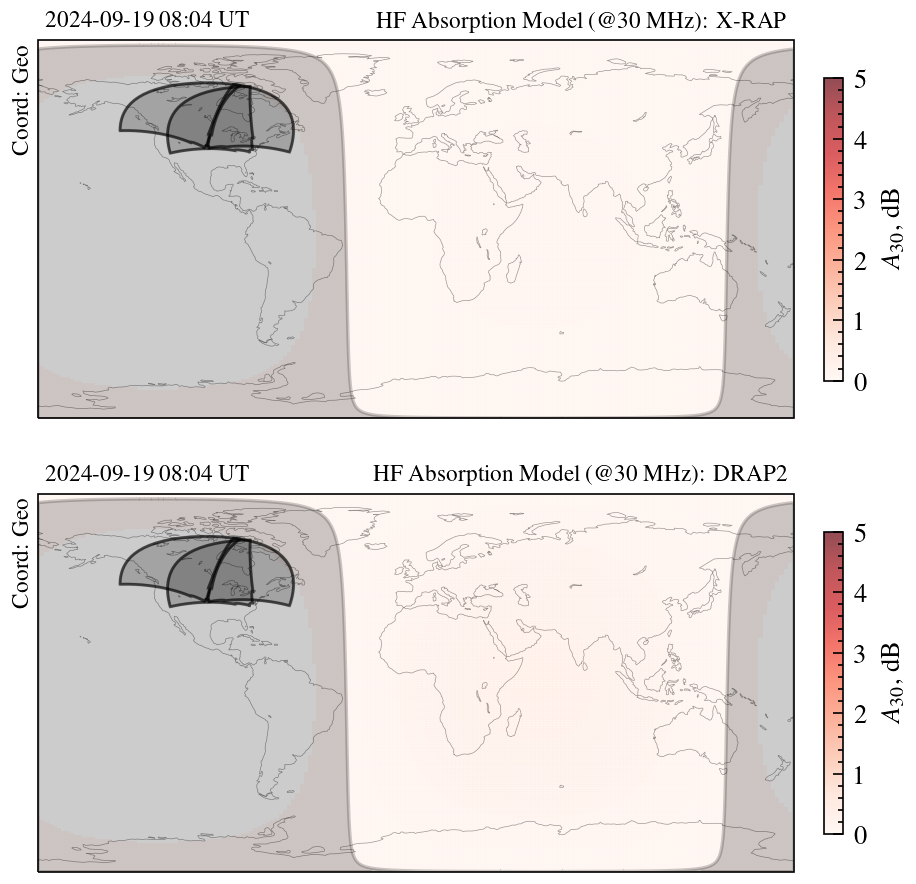 2024-09-19 08:04 UT
HF Absorption Model (@30 MHz): X-RAP
Coord: Geo
5
4
3
2
1
0
A30, dB
2024-09-19 08:04 UT
HF Absorption Model (@30 MHz): DRAP2
Coord: Geo
5
4
3
2
1
0
A30, dB